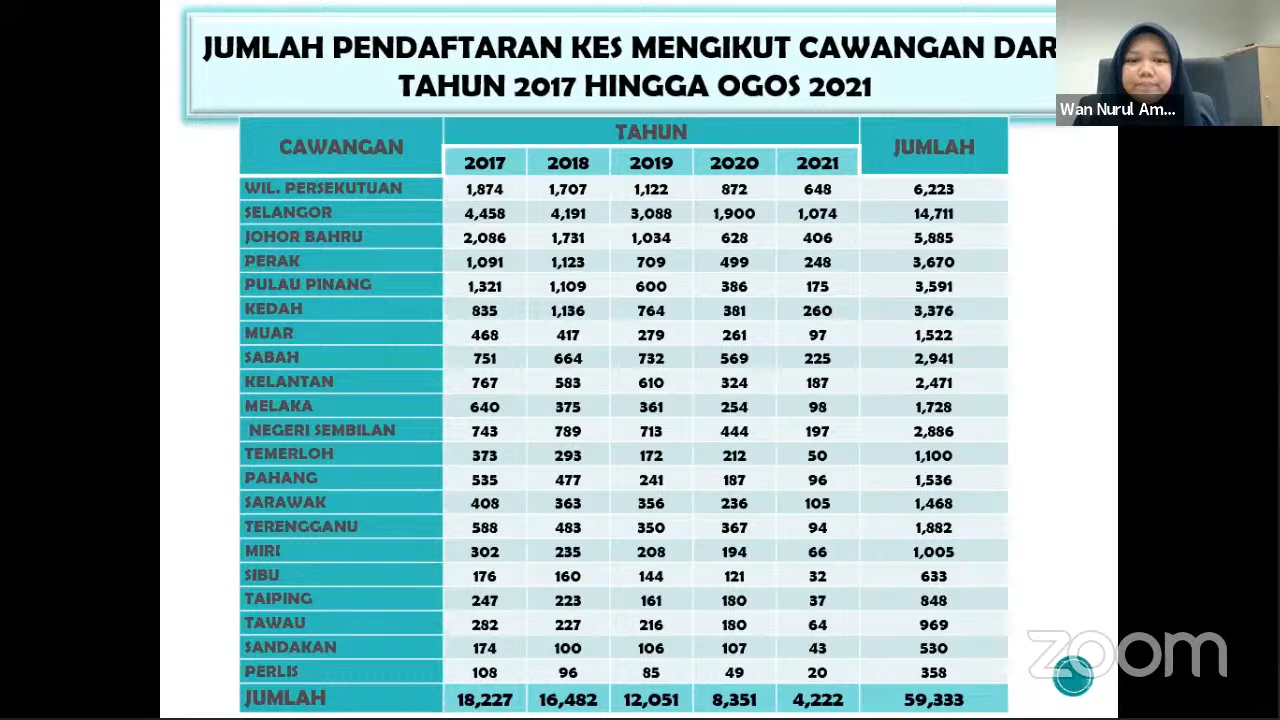 JUMLAH PENDAFTARAN KES MENGIKUT CAWANGAN DAR
TAHUN 2017 HINGGA OGOS 2021
Wan Nurul Am...
CAWANGAN TAHUN JUMLAH
2017 2018 2019 2020 2021
WIL. PERSEKUTUAN 1,874 1,707 1,122 872 648 6,223
SELANGOR 4,458 4,191 3,088 1,900 1,074 14,711
JOHOR BAHRU 2,086 1,731 1,034 628 406 5,885
PERAK 1,091 1,123 709 499 248 3,670
PULAU PINANG 1,321 1,109 600 386 175 3,591
KEDAH 835 1,136 764 381 260 3,376
MUAR 468 417 279 261 97 1,522
SABAH 751 664 732 569 225 2,941
KELANTAN 767 583 610 324 187 2,471
MELAKA 640 375 361 254 98 1,728
NEGERI SEMBILAN 743 789 713 444 197 2,886
TEMERLOH 373 293 172 212 50 1,100
PAHANG 535 477 241 187 96 1,536
SARAWAK 408 363 356 236 105 1,468
TERENGGANU 588 483 350 367 94 1,882
MIRI 302 235 208 194 66 1,005
SIBU 176 160 144 121 32 633
TAIPING 247 223 161 180 37 848
TAWAU 282 227 216 180 64 969
SANDAKAN 174 100 106 107 43 530
PERLIS 108 96 85 49 20 358
JUMLAH 18,227 16,482 12,051 8,351 4,222 59,333
zoom